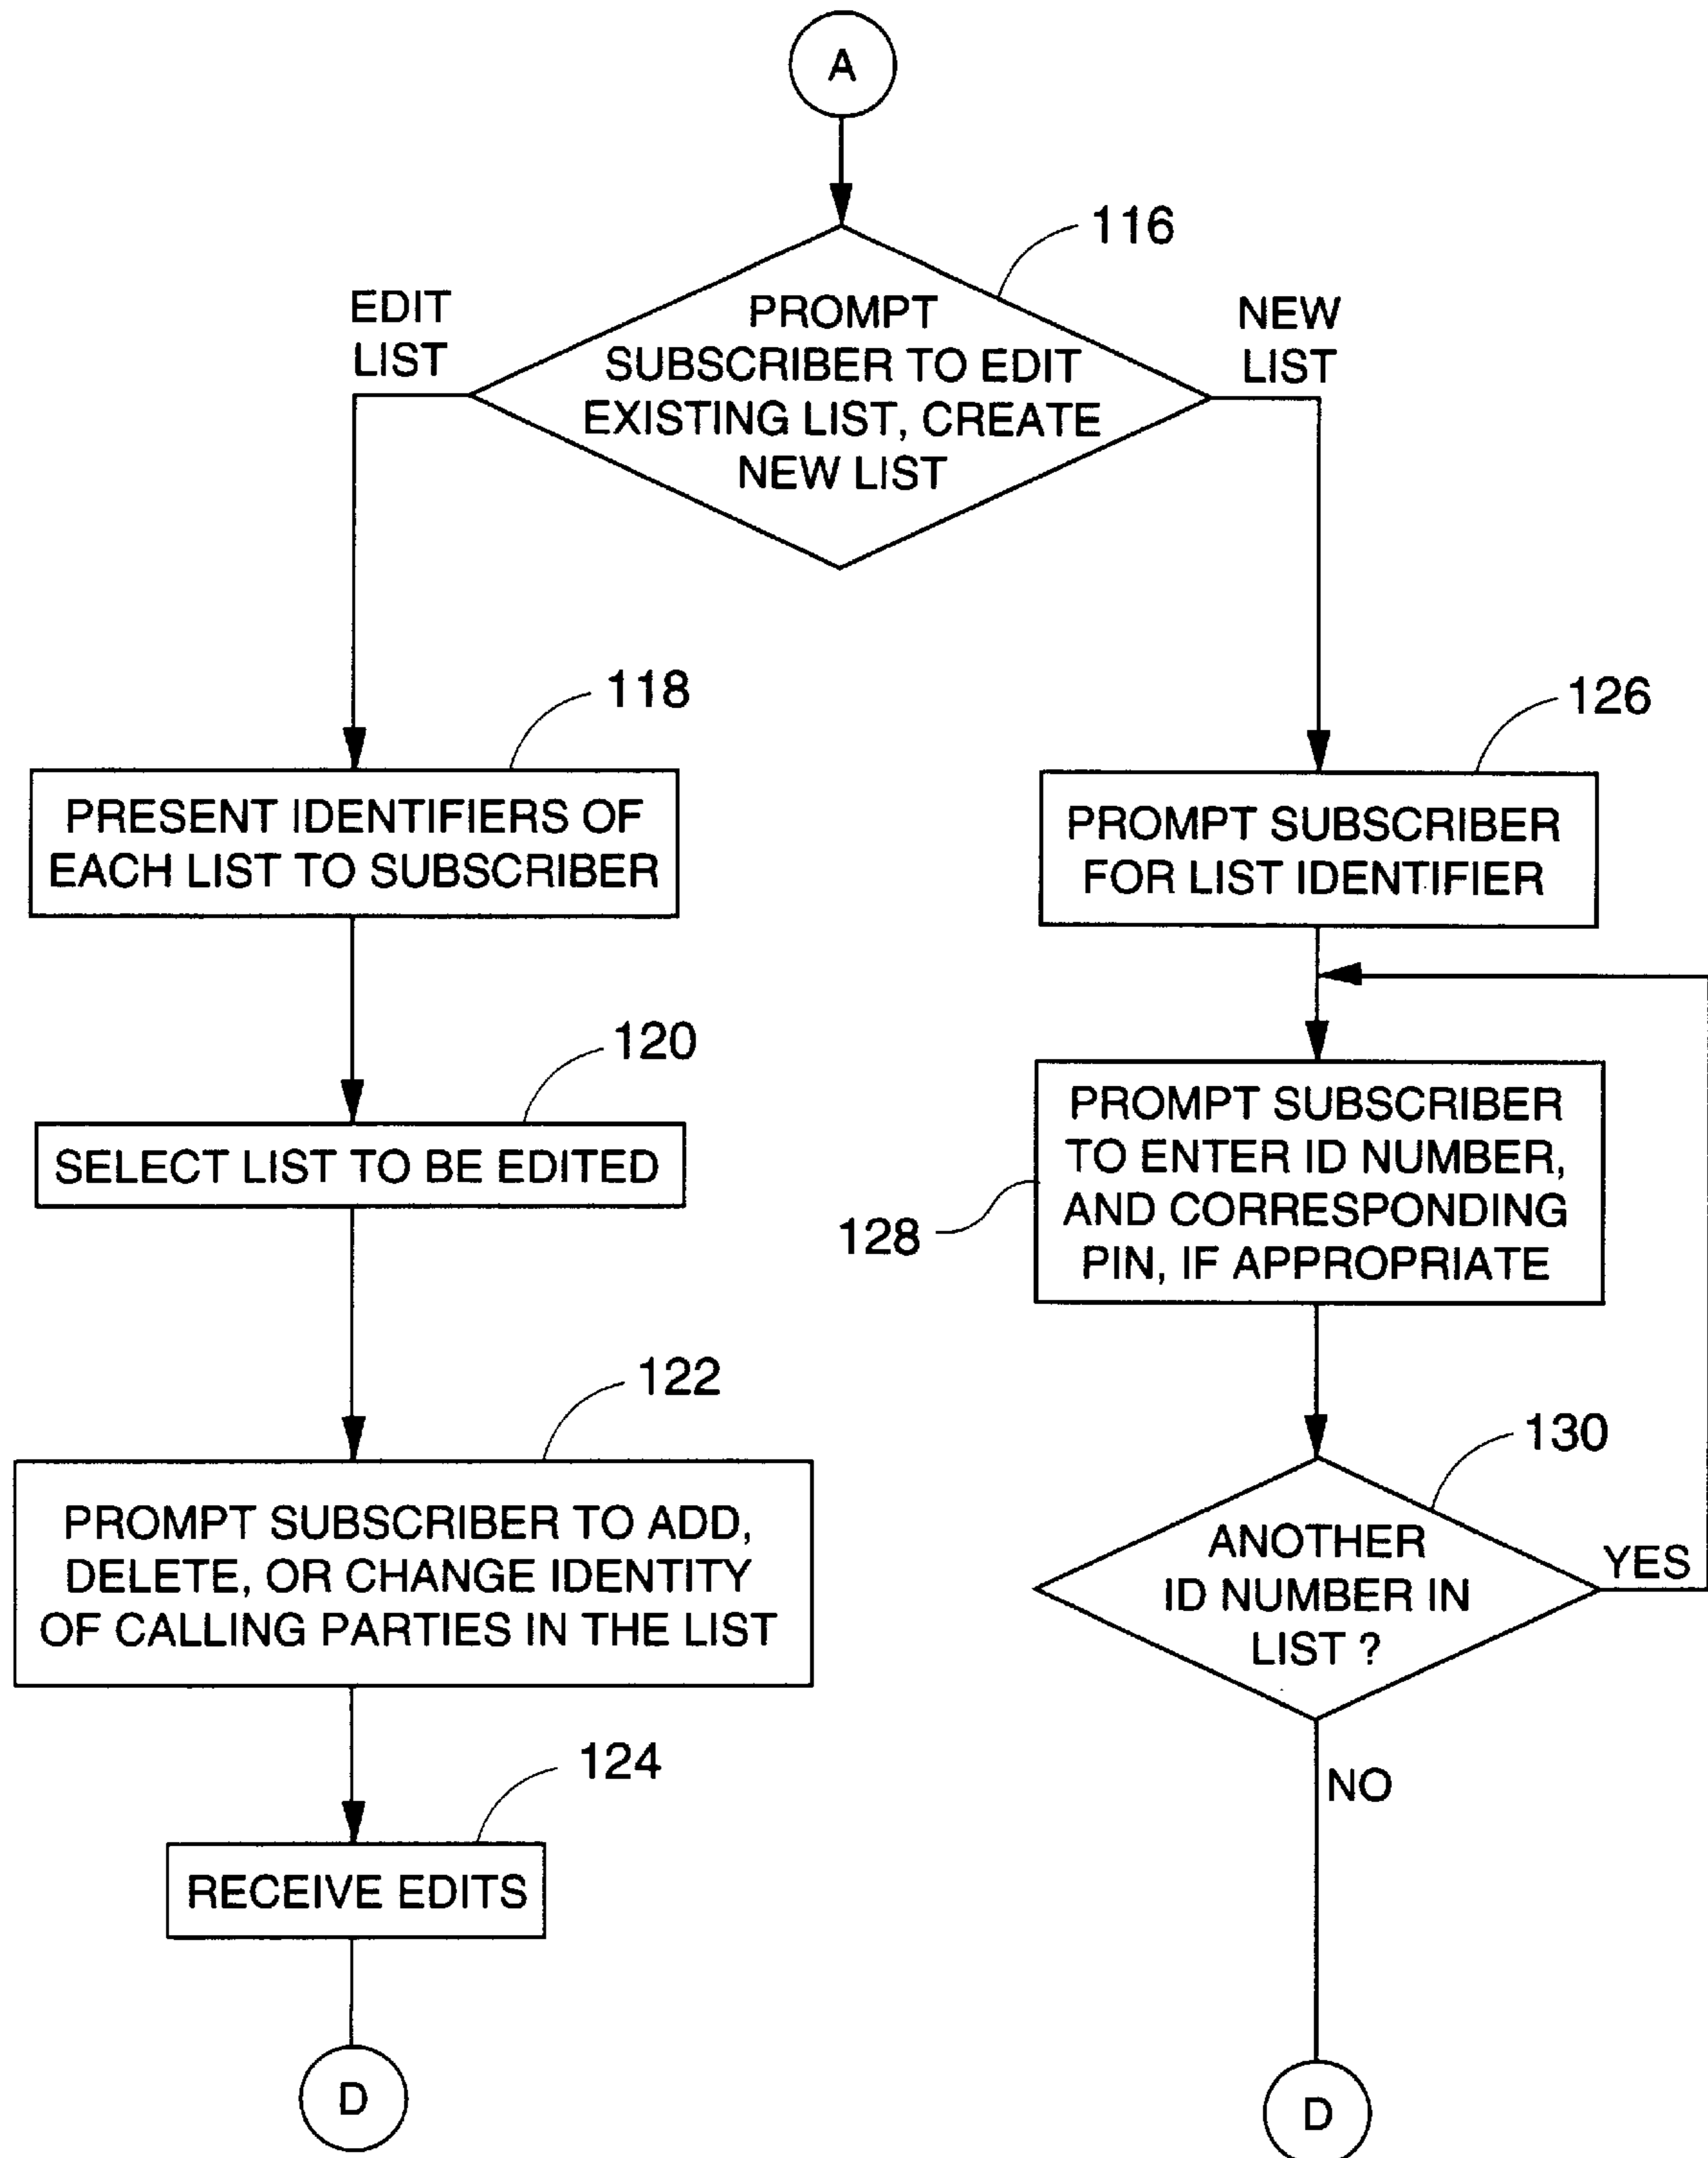 A
116
EDIT
LIST
PROMPT
SUBSCRIBER TO EDIT
EXISTING LIST, CREATE
NEW LIST
NEW
LIST
118
PRESENT IDENTIFIERS OF
EACH LIST TO SUBSCRIBER
120
SELECT LIST TO BE EDITED
122
PROMPT SUBSCRIBER TO ADD,
DELETE, OR CHANGE IDENTITY
OF CALLING PARTIES IN THE LIST
124
RECEIVE EDITS
D
126
PROMPT SUBSCRIBER
FOR LIST IDENTIFIER
128
PROMPT SUBSCRIBER
TO ENTER ID NUMBER,
AND CORRESPONDING
PIN, IF APPROPRIATE
130
ANOTHER
ID NUMBER IN
LIST ?
YES
NO
D